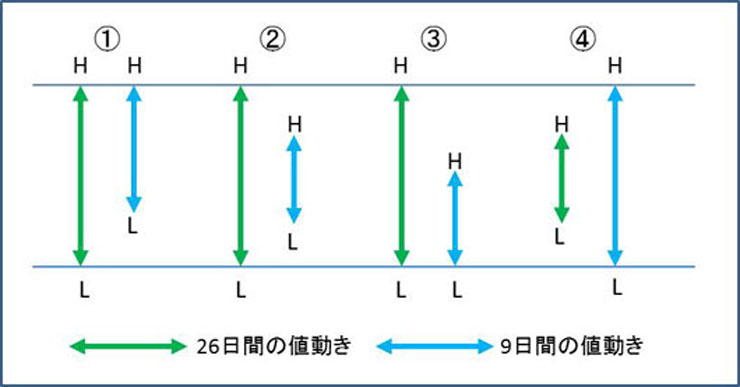 ① ② ③ ④
H H H H H
H H
H
L L
L
L L L L L
26日間の値動き 9日間の値動き